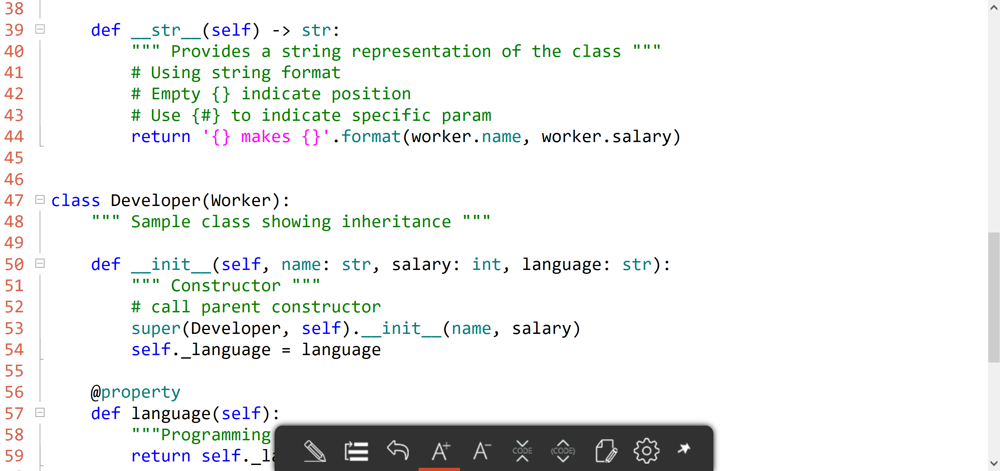 38
39 def __str__(self) -> str:
40 """ Provides a string representation of the class """
41 # Using string format
42 # Empty {} indicate position
43 # Use {#} to indicate specific param
44 return '{} makes {}'.format(worker.name, worker.salary)
45
46
47 class Developer(Worker):
48 """ Sample class showing inheritance """
49
50 def __init__(self, name: str, salary: int, language: str):
51 """ Constructor """
52 # call parent constructor
53 super(Developer, self).__init__(name, salary)
54 self._language = language
55
56 @property
57 def language(self):
58 """Programming
59 return self._la
A+ A- CODE (CODE)